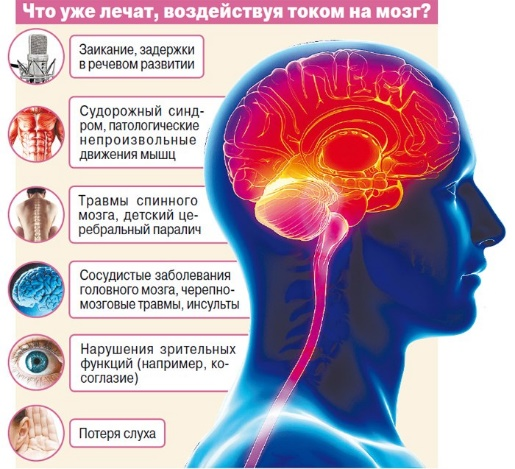 Что уже лечат, воздействуя током на мозг?
Заикание, задержки
в речевом развитии
Судорожный синд-
ром, патологические
непроизвольные
движения мышц
Травмы спинного
мозга, детский це-
ребральный паралич
Сосудистые заболевания
головного мозга, черепно-
мозговые травмы, инсульты
Нарушения зрительных
функций (например, ко-
соглазие)
Потеря слуха